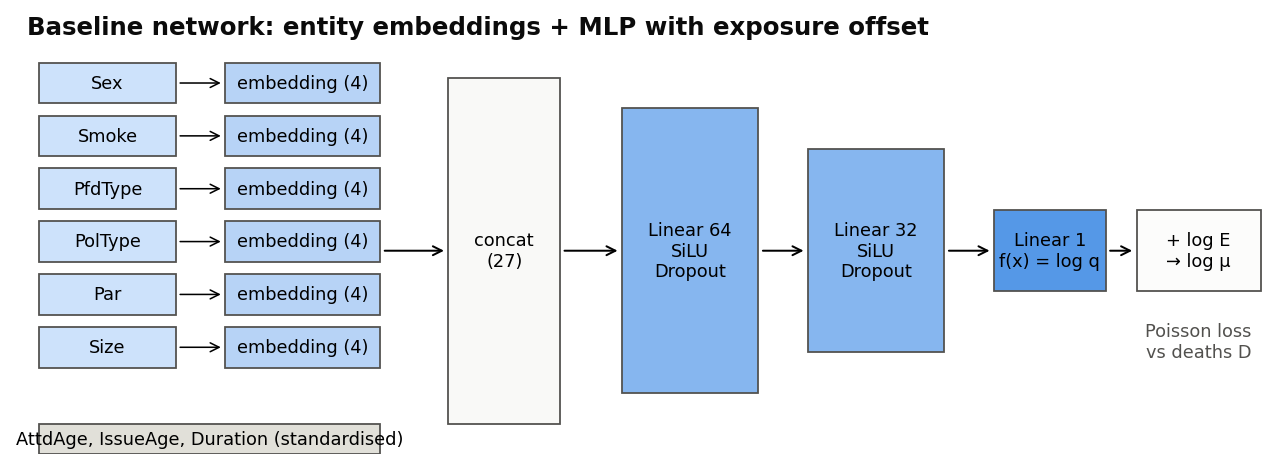 Baseline network: entity embeddings + MLP with exposure offset
Sex
embedding (4)
Smoke
embedding (4)
PfdType
embedding (4)
PolType
embedding (4)
Par
embedding (4)
Size
embedding (4)
AttdAge, IssueAge, Duration (standardised)
concat
(27)
Linear 64
SiLU
Dropout
Linear 32
SiLU
Dropout
Linear 1
f(x) = log q
+ log E
→ log μ
Poisson loss
vs deaths D